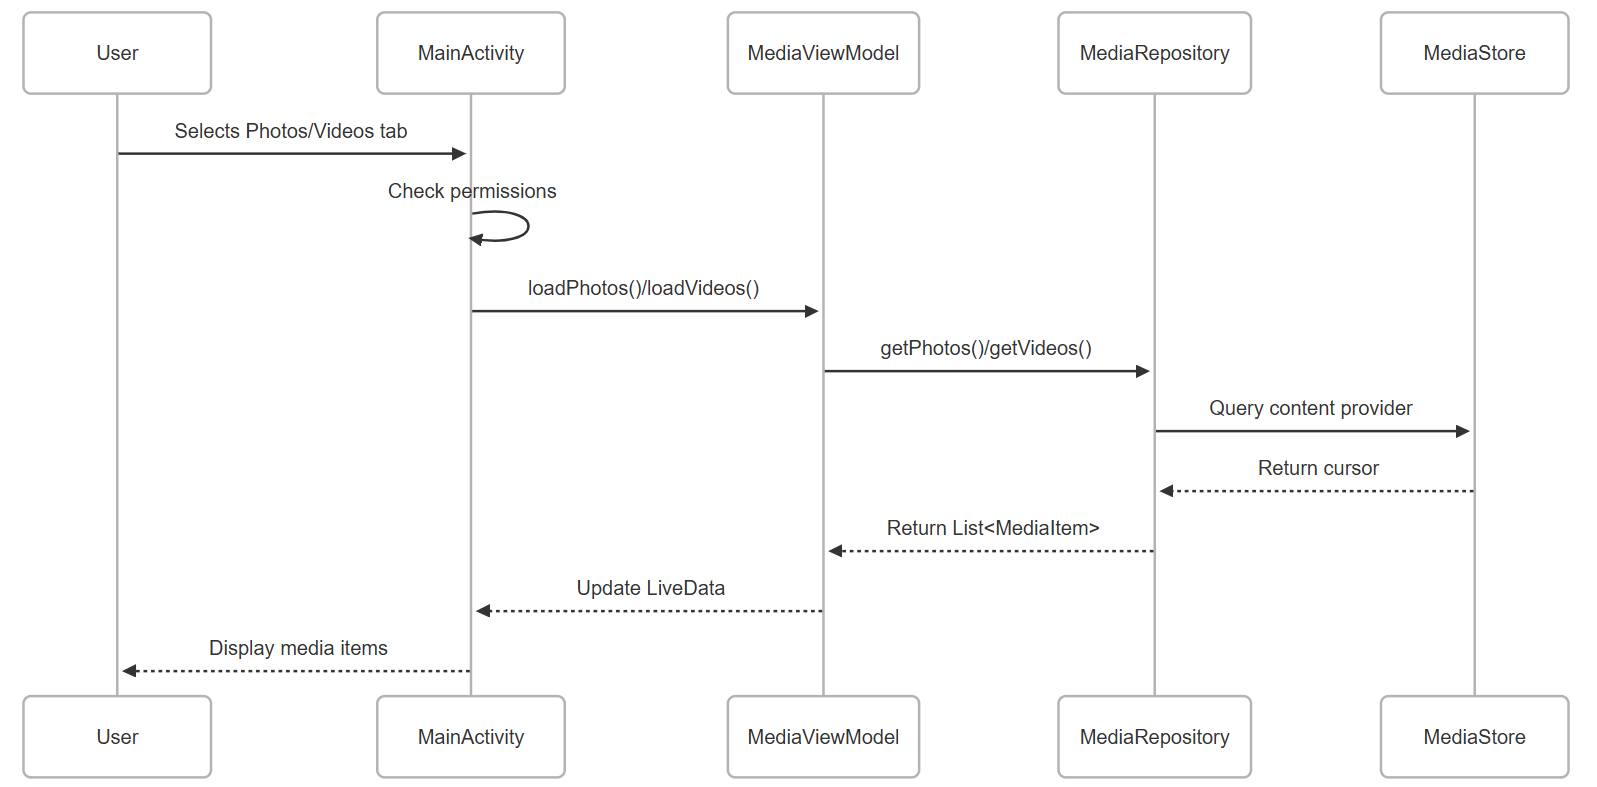 User
MainActivity
MediaViewModel
MediaRepository
MediaStore
Selects Photos/Videos tab
Check permissions
loadPhotos()/loadVideos()
getPhotos()/getVideos()
Query content provider
Return cursor
Return List<MediaItem>
Update LiveData
Display media items
User
MainActivity
MediaViewModel
MediaRepository
MediaStore